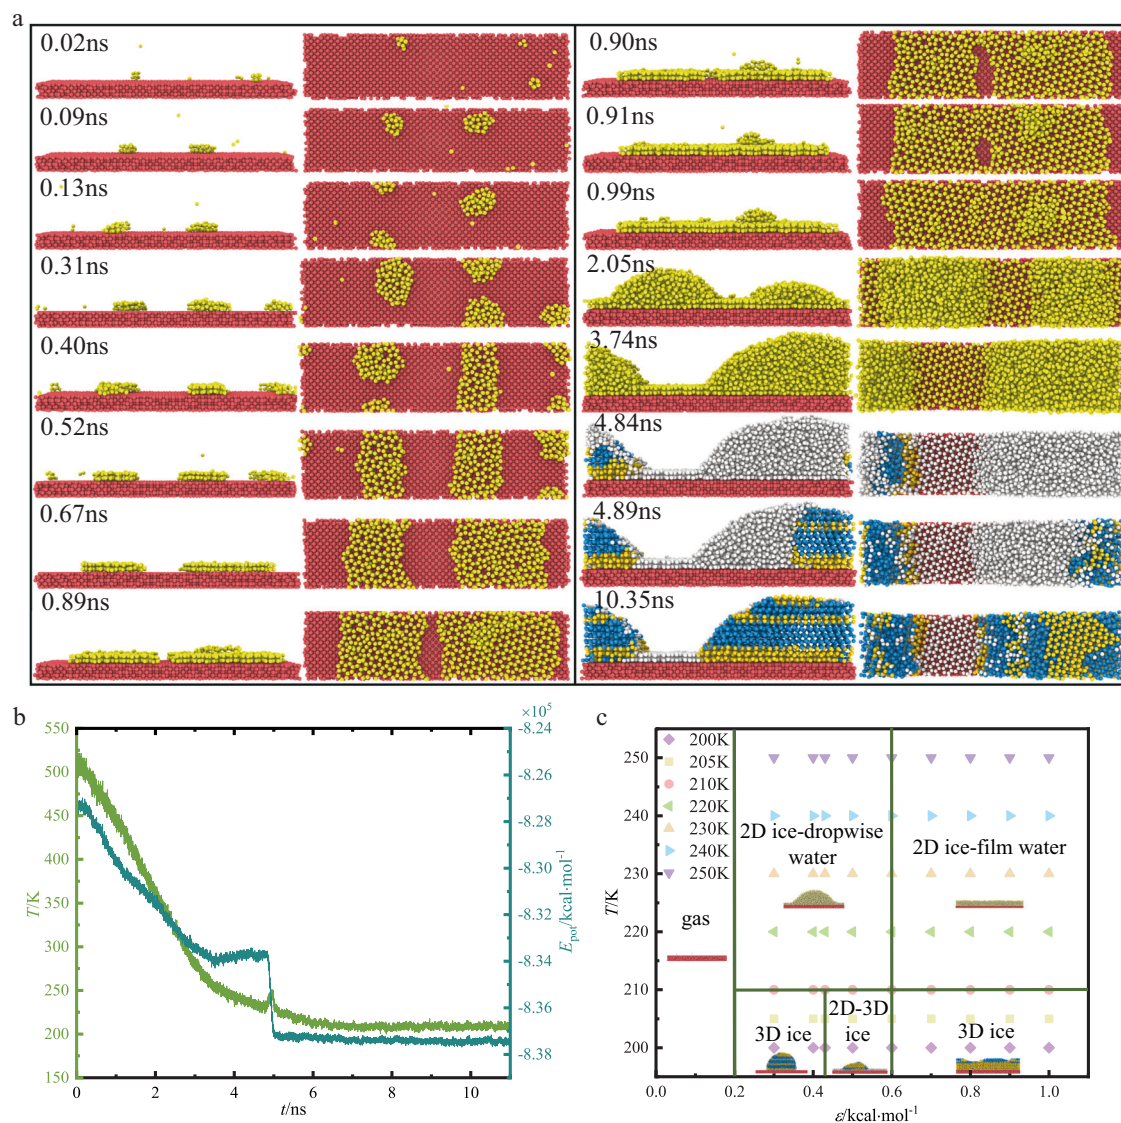 a
0.02ns
0.09ns
0.13ns
0.31ns
0.40ns
0.52ns
0.67ns
0.89ns
0.90ns
0.91ns
0.99ns
2.05ns
3.74ns
4.84ns
4.89ns
10.35ns
b
×10⁵
550
500
450
400
350
300
250
200
150
T/K
-8.24
-8.26
-8.27
-8.30
-8.33
-8.34
-8.36
-8.37
-8.38
E_pot/kcal·mol⁻¹
0
2
4
6
8
10
t/ns
c
200K
205K
210K
220K
230K
240K
250K
250
240
230
220
210
200
T/K
2D ice-dropwise
water
2D ice-film water
gas
3D ice
2D-3D
ice
3D ice
0.0
0.2
0.4
0.6
0.8
1.0
ε/kcal·mol⁻¹